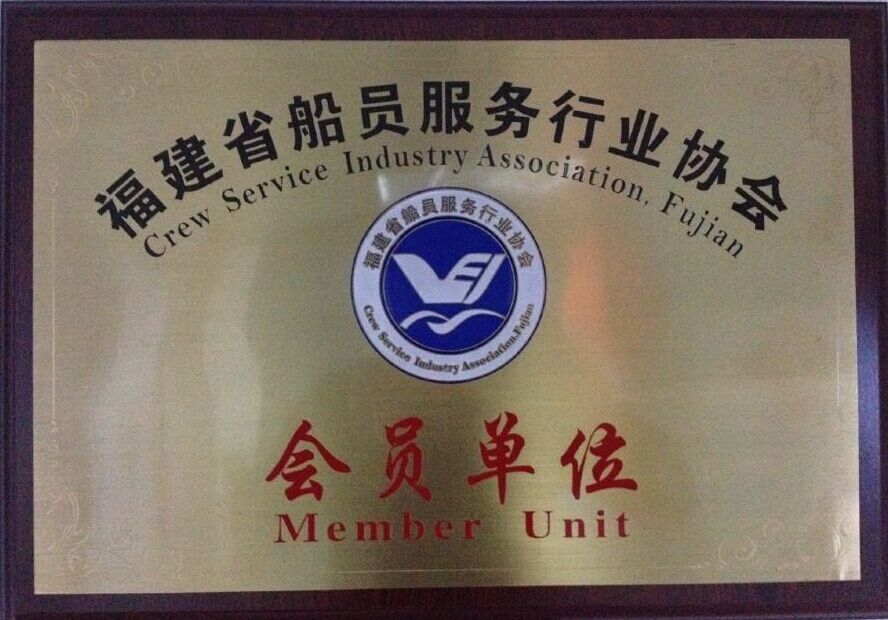 福建省船员服务行业协会
Crew Service Industry Association, Fujian
福建省船员服务行业协会
Crew Service Industry Association,Fujian
会员单位
Member Unit